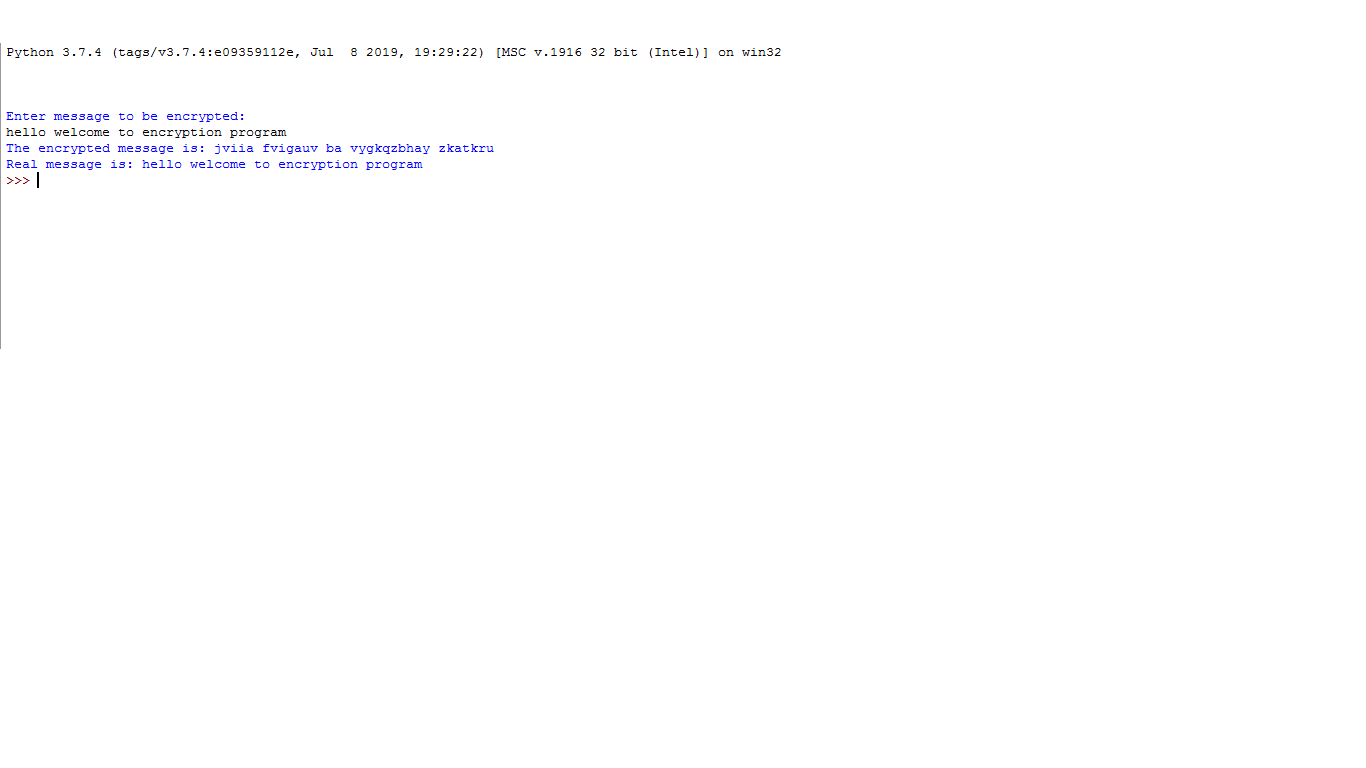 Python 3.7.4 (tags/v3.7.4:e09359112e, Jul  8 2019, 19:29:22) [MSC v.1916 32 bit (Intel)] on win32
Enter message to be encrypted:
hello welcome to encryption program
The encrypted message is: jviia fvigauv ba vygkqzbhay zkatkru
Real message is: hello welcome to encryption program
>>>